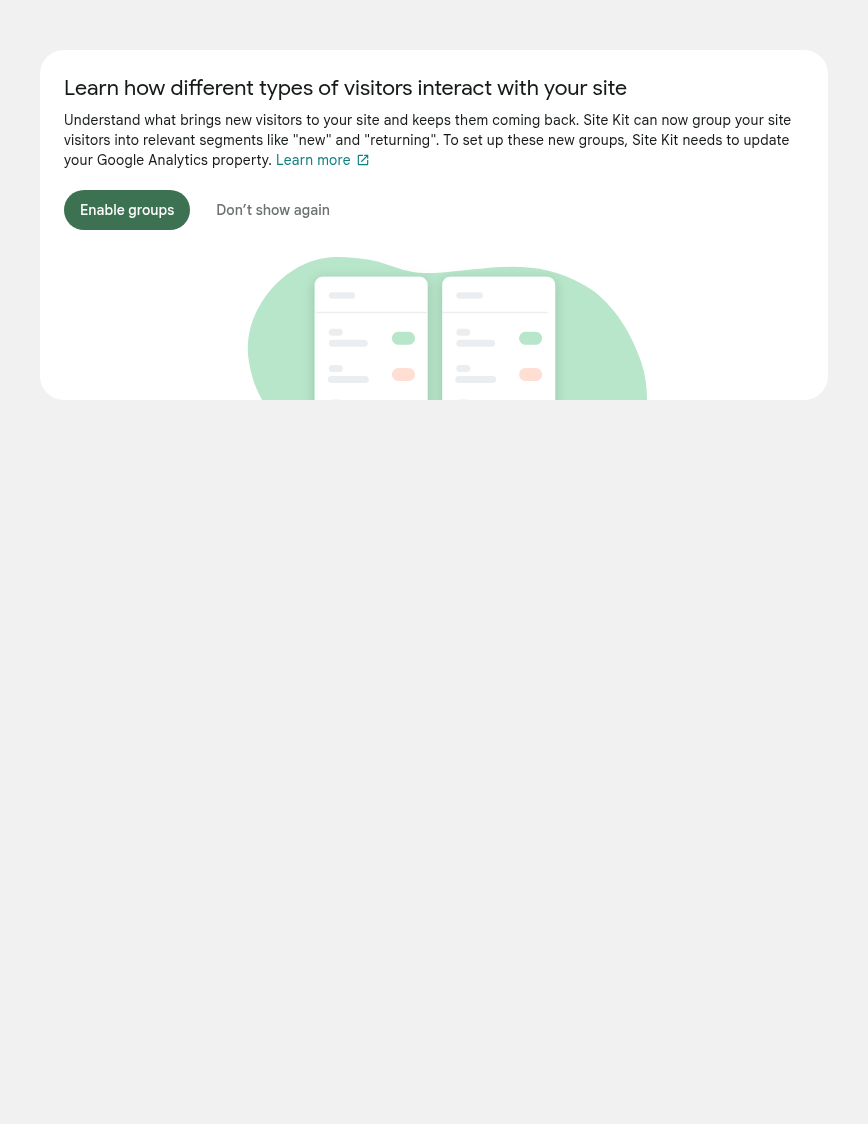 Learn how different types of visitors interact with your site
Understand what brings new visitors to your site and keeps them coming back. Site Kit can now group your site
visitors into relevant segments like "new" and "returning". To set up these new groups, Site Kit needs to update
your Google Analytics property. Learn more
Enable groups
Don’t show again